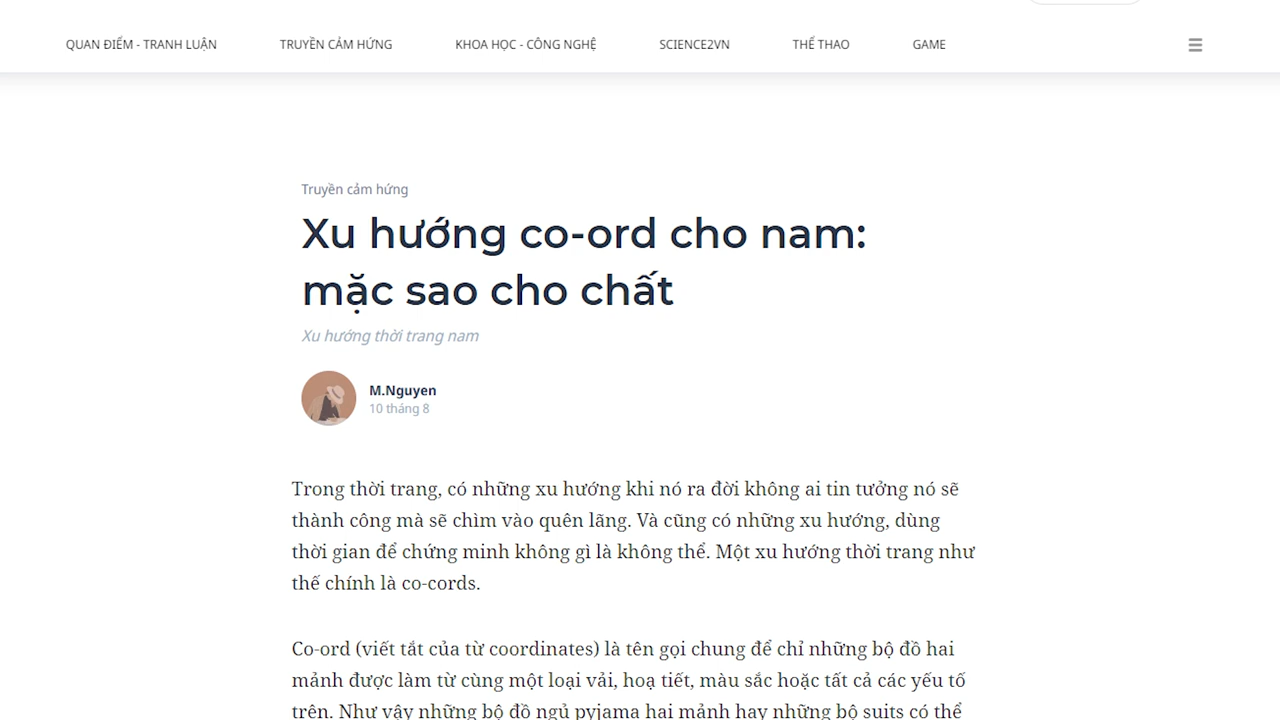 QUAN ĐIỂM - TRANH LUẬN TRUYỀN CẢM HỨNG KHOA HỌC - CÔNG NGHỆ SCIENCE2VN THỂ THAO GAME
Truyền cảm hứng
Xu hướng co-ord cho nam:
mặc sao cho chất
Xu hướng thời trang nam
M.Nguyen
10 tháng 8
Trong thời trang, có những xu hướng khi nó ra đời không ai tin tưởng nó sẽ
thành công mà sẽ chìm vào quên lãng. Và cũng có những xu hướng, dùng
thời gian để chứng minh không gì là không thể. Một xu hướng thời trang như
thế chính là co-cords.
Co-ord (viết tắt của từ coordinates) là tên gọi chung để chỉ những bộ đồ hai
mảnh được làm từ cùng một loại vải, hoạ tiết, màu sắc hoặc tất cả các yếu tố
trên. Như vậy những bộ đồ ngủ pyjama hai mảnh hay những bộ suits có thể